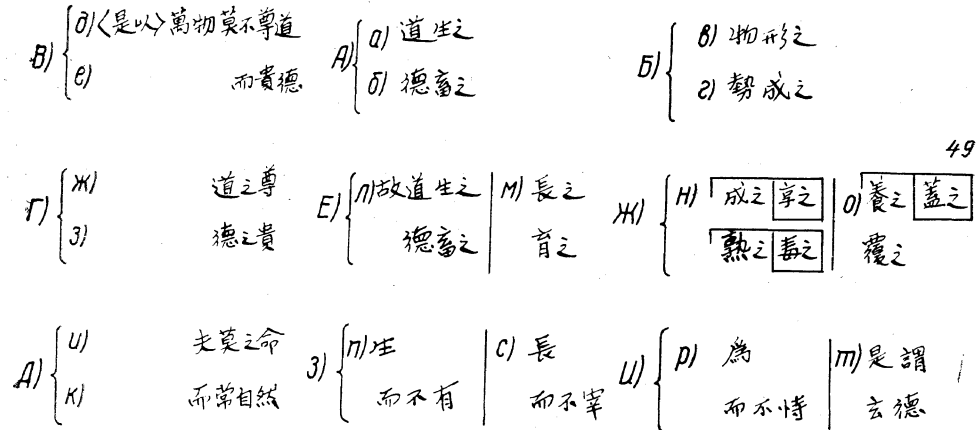 В) д) <是以> 萬物莫不尊道 А) а) 道生之 Б) в) 物形之
е) 而貴德 б) 德畜之 г) 勢成之
49
Г) ж) 道之尊 Е) л) 故道生之 м) 長之 Ж) н) 成之 享之 о) 養之 蓋之
з) 德之貴 德畜之 育之 熟之 毒之 覆之
Д) и) 夫莫之命 З) п) 生 с) 長 И) р) 爲 т) 是謂
к) 而常自然 而不有 而不宰 而不恃 玄德